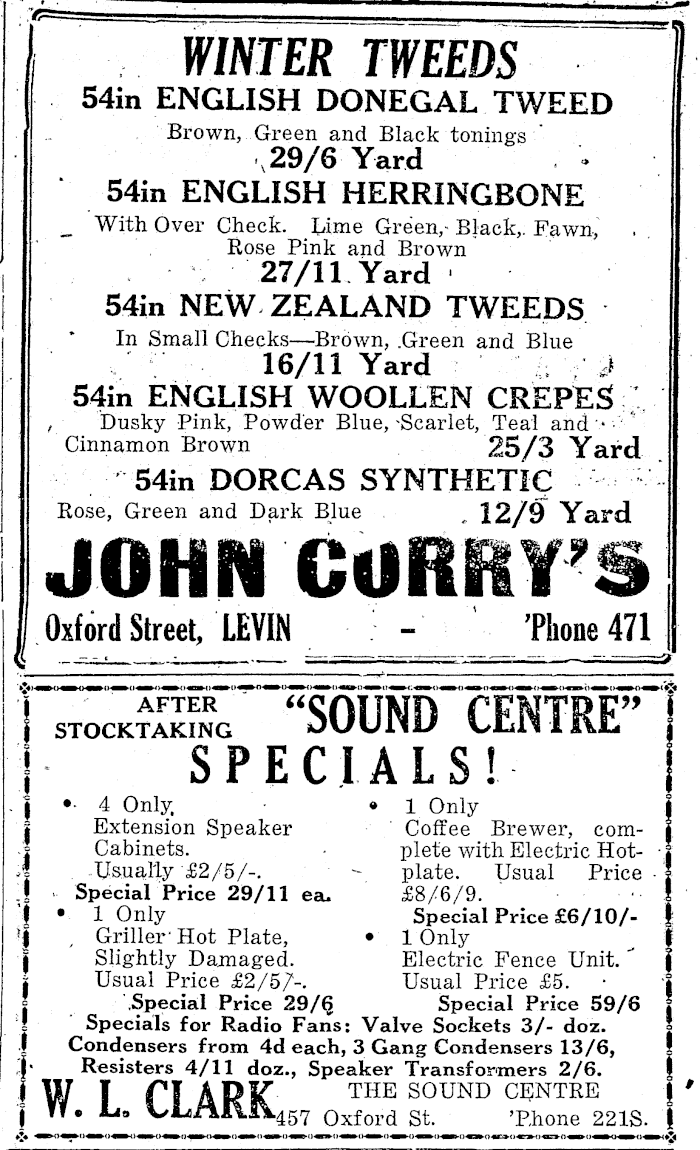 WINTER TWEEDS
54in ENGLISH DONEGAL TWEED
Brown, Green and Black tonings
29/6 Yard
54in ENGLISH HERRINGBONE
With Over Check. Lime Green, Black, Fawn,
Rose Pink and Brown
27/11 Yard
54in NEW ZEALAND TWEEDS
In Small Checks—Brown, Green and Blue
16/11 Yard
54in ENGLISH WOOLLEN CREPES
Dusky Pink, Powder Blue, Scarlet, Teal and
Cinnamon Brown 25/3 Yard
54in DORCAS SYNTHETIC
Rose, Green and Dark Blue 12/9 Yard
JOHN CURRY'S
Oxford Street, LEVIN - 'Phone 471
AFTER
STOCKTAKING
"SOUND CENTRE"
SPECIALS!
• 4 Only
Extension Speaker
Cabinets.
Usually £2/5/-.
Special Price 29/11 ea.
• 1 Only
Griller Hot Plate,
Slightly Damaged.
Usual Price £2/5/-.
Special Price 29/6
• 1 Only
Coffee Brewer, com-
plete with Electric Hot-
plate. Usual Price
£8/6/9.
Special Price £6/10/-
• 1 Only
Electric Fence Unit.
Usual Price £5.
Special Price 59/6
Specials for Radio Fans: Valve Sockets 3/- doz.
Condensers from 4d each, 3 Gang Condensers 13/6,
Resisters 4/11 doz., Speaker Transformers 2/6.
W. L. CLARK
THE SOUND CENTRE
457 Oxford St. 'Phone 221S.